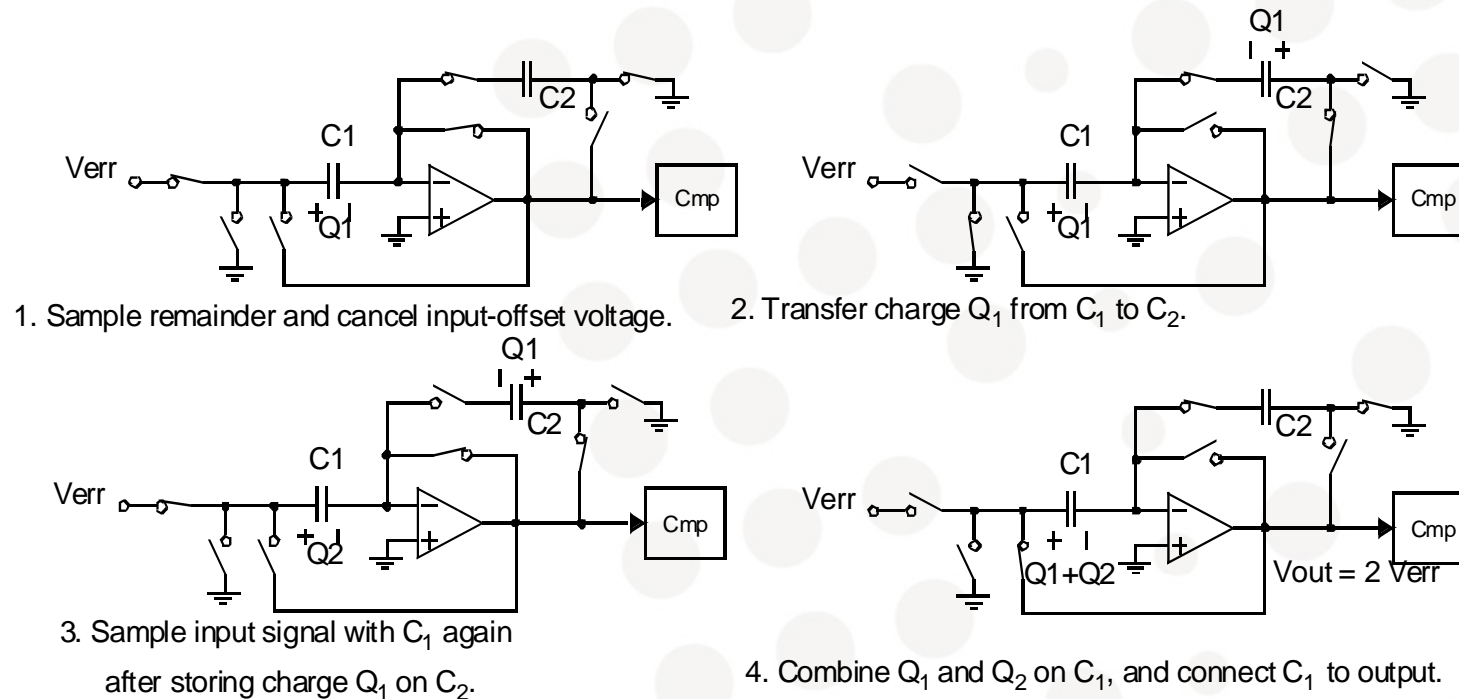 C2
C1
Verr
Cmp
+
Q1
1. Sample remainder and cancel input-offset voltage.
Q1
+
C2
C1
Verr
Cmp
+
Q1
2. Transfer charge Q₁ from C₁ to C₂.
Q1
+
C2
C1
Verr
Cmp
+
Q2
3. Sample input signal with C₁ again
after storing charge Q₁ on C₂.
C2
C1
Verr
Cmp
+
Q1+Q2
Vout = 2 Verr
4. Combine Q₁ and Q₂ on C₁, and connect C₁ to output.